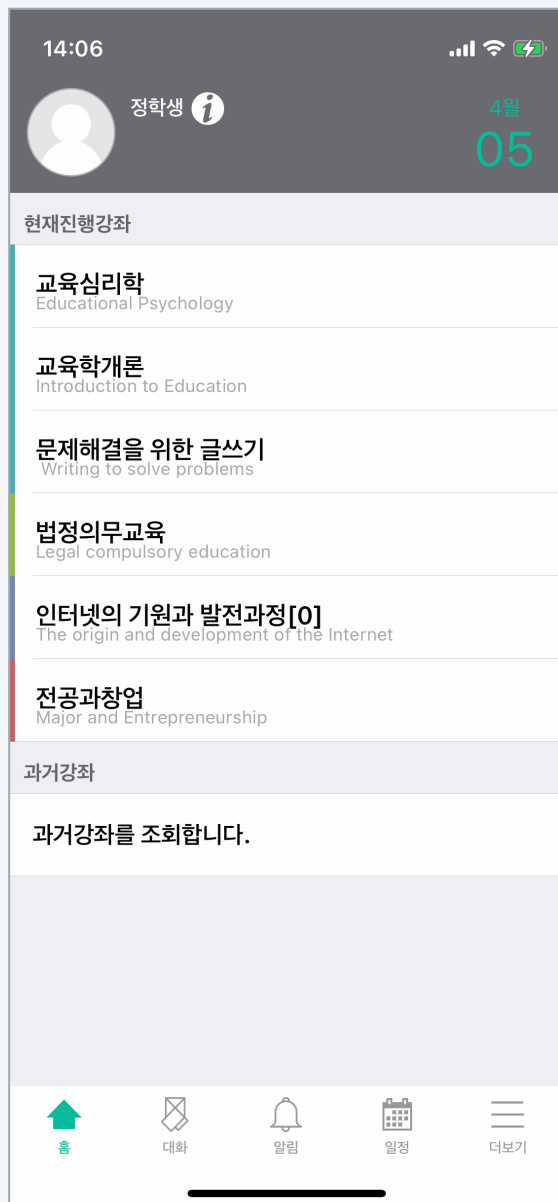 14:06
정학생 i
4월
05
현재진행강좌
교육심리학
Educational Psychology
교육학개론
Introduction to Education
문제해결을 위한 글쓰기
Writing to solve problems
법정의무교육
Legal compulsory education
인터넷의 기원과 발전과정[0]
The origin and development of the Internet
전공과창업
Major and Entrepreneurship
과거강좌
과거강좌를 조회합니다.
홈 대화 알림 일정 더보기